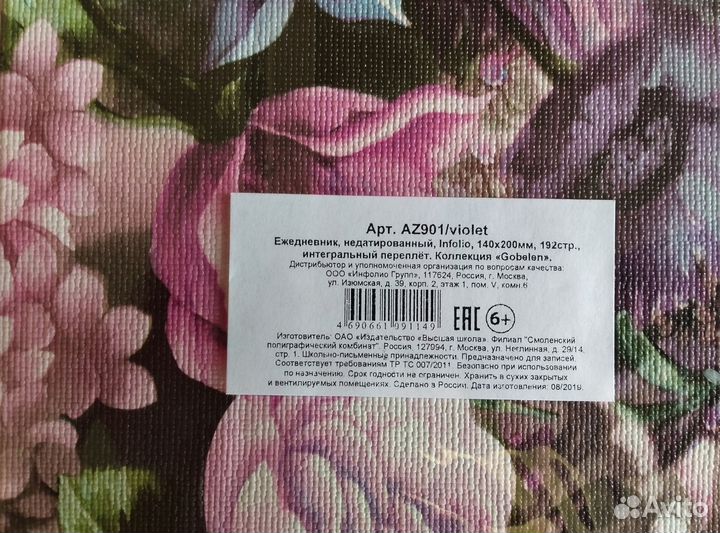 Арт. AZ901/violet
Ежедневник, недатированный, Infolio, 140х200мм, 192стр.,
интегральный переплёт. Коллекция «Gobelen».
Дистрибьютор и уполномоченная организация по вопросам качества:
ООО «Инфолио Групп», 117624, Россия, г. Москва,
ул. Изюмская, д. 39, корп. 2, этаж 1, пом. V, комн.6
4 690661 991149
EAC 6+
Изготовитель: ОАО «Издательство «Высшая школа». Филиал "Смоленский
полиграфический комбинат". Россия. 127994, г. Москва, ул. Неглинная, д. 29/14,
стр. 1. Школьно-письменные принадлежности. Предназначено для записей.
Соответствует требованиям ТР ТС 007/2011. Безопасно при использовании
по назначению. Срок годности не ограничен. Хранить в сухих закрытых
и вентилируемых помещениях. Сделано в России. Дата изготовления: 08/2019.
Avito